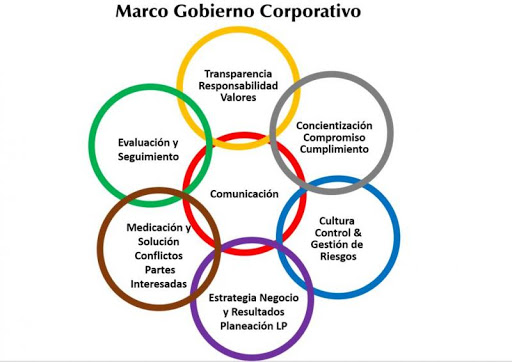 Marco Gobierno Corporativo
Transparencia
Responsabilidad
Valores
Concientización
Compromiso
Cumplimiento
Evaluación y
Seguimiento
Comunicación
Cultura
Control &
Gestión de
Riesgos
Medicación y
Solución
Conflictos
Partes
Interesadas
Estrategia Negocio
y Resultados
Planeación LP